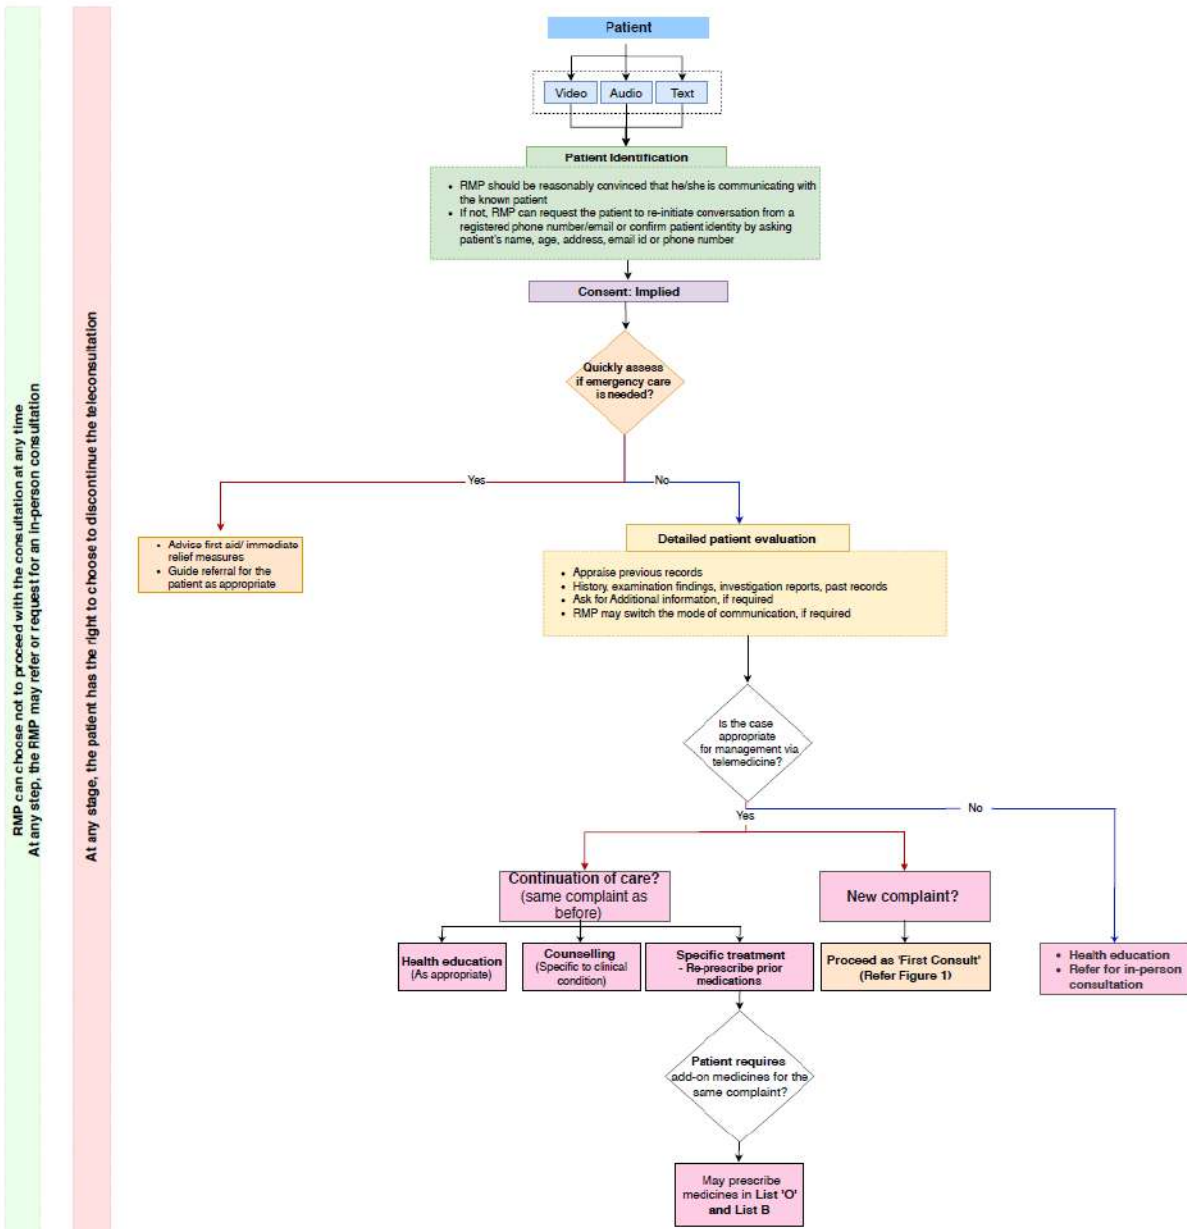 RMP can choose not to proceed with the consultation at any time
At any step, the RMP may refer or request for an in-person consultation
At any stage, the patient has the right to choose to discontinue the teleconsultation
Patient
Video
Audio
Text
Patient Identification
• RMP should be reasonably convinced that he/she is communicating with
the known patient
• If not, RMP can request the patient to re-initiate conversation from a
registered phone number/email or confirm patient identity by asking
patient's name, age, address, email id or phone number
Consent: Implied
Quickly assess
if emergency care
is needed?
Yes
No
• Advise first aid/ immediate
relief measures
• Guide referral for the
patient as appropriate
Detailed patient evaluation
• Appraise previous records
• History, examination findings, investigation reports, past records
• Ask for Additional information, if required
• RMP may switch the mode of communication, if required
Is the case
appropriate
for management via
telemedicine?
Yes
No
Continuation of care?
(same complaint as
before)
New complaint?
Health education
(As appropriate)
Counselling
(Specific to clinical
condition)
Specific treatment
- Re-prescribe prior
medications
Proceed as 'First Consult'
(Refer Figure 1)
• Health education
• Refer for in-person
consultation
Patient requires
add-on medicines for the
same complaint?
May prescribe
medicines in List 'O'
and List B